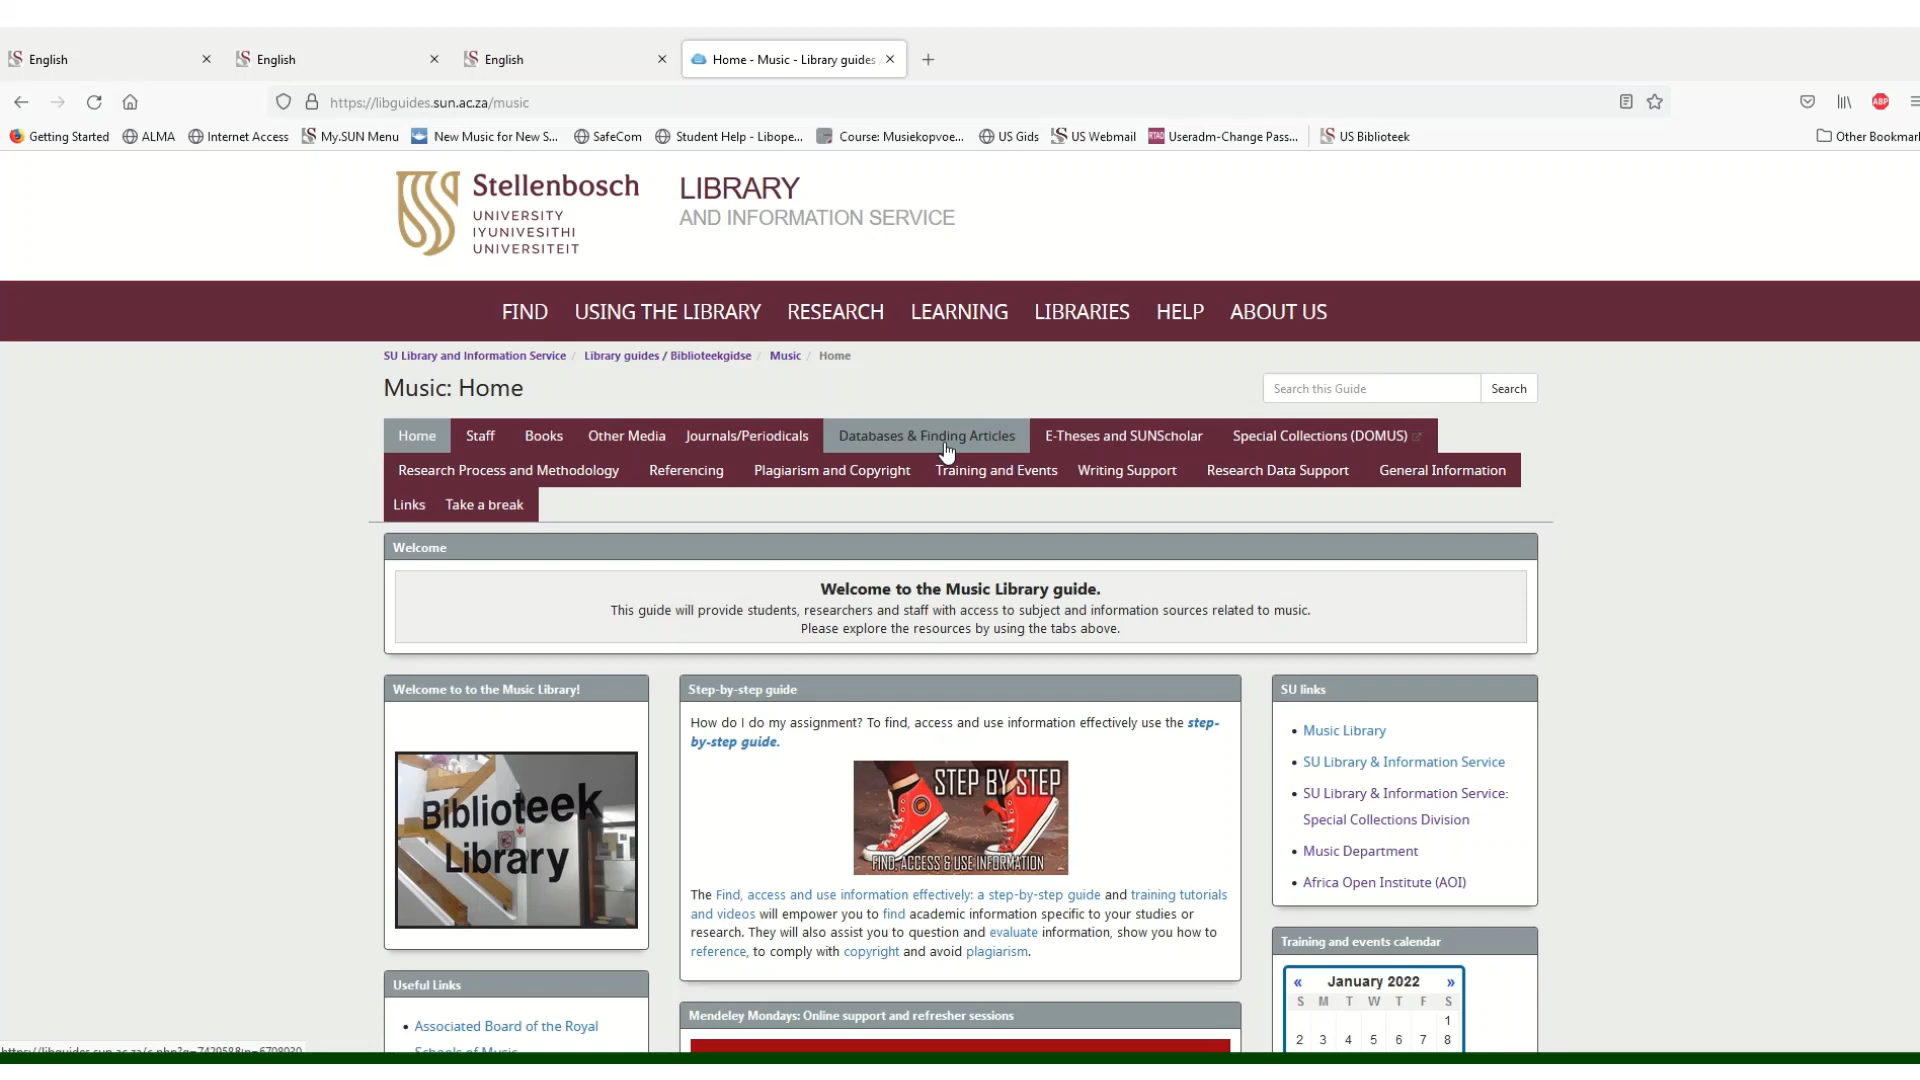 English
English
English
Home - Music - Library guides
https://libguides.sun.ac.za/music
ABP
Getting Started
ALMA
Internet Access
My.SUN Menu
New Music for New S...
SafeCom
Student Help - Libope...
Course: Musiekopvoe...
US Gids
US Webmail
Useradm-Change Pass...
US Biblioteek
Other Bookmar
Stellenbosch
UNIVERSITY
IYUNIVESITHI
UNIVERSITEIT
LIBRARY
AND INFORMATION SERVICE
FIND USING THE LIBRARY RESEARCH LEARNING LIBRARIES HELP ABOUT US
SU Library and Information Service / Library guides / Biblioteekgidse / Music / Home
Music: Home
Search this Guide
Search
Home Staff Books Other Media Journals/Periodicals Databases & Finding Articles E-Theses and SUNScholar Special Collections (DOMUS)
Research Process and Methodology Referencing Plagiarism and Copyright Training and Events Writing Support Research Data Support General Information
Links Take a break
Welcome
Welcome to the Music Library guide.
This guide will provide students, researchers and staff with access to subject and information sources related to music.
Please explore the resources by using the tabs above.
Welcome to to the Music Library!
Biblioteek
Library
Useful Links
• Associated Board of the Royal
Schools of Music
Step-by-step guide
How do I do my assignment? To find, access and use information effectively use the step-
by-step guide.
STEP BY STEP
FIND, ACCESS & USE INFORMATION
The Find, access and use information effectively: a step-by-step guide and training tutorials
and videos will empower you to find academic information specific to your studies or
research. They will also assist you to question and evaluate information, show you how to
reference, to comply with copyright and avoid plagiarism.
Mendeley Mondays: Online support and refresher sessions
SU links
• Music Library
• SU Library & Information Service
• SU Library & Information Service:
Special Collections Division
• Music Department
• Africa Open Institute (AOI)
Training and events calendar
« January 2022 »
S M T W T F S
1
2 3 4 5 6 7 8